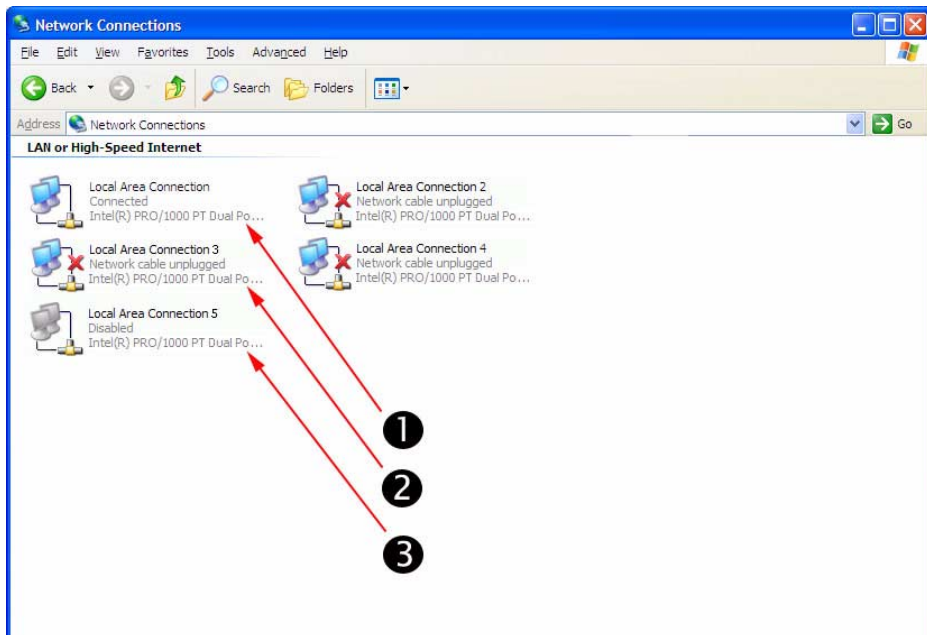 Network Connections
File Edit View Favorites Tools Advanced Help
Back Search Folders
Address Network Connections Go
LAN or High-Speed Internet
Local Area Connection
Connected
Intel(R) PRO/1000 PT Dual Po...
Local Area Connection 2
Network cable unplugged
Intel(R) PRO/1000 PT Dual Po...
Local Area Connection 3
Network cable unplugged
Intel(R) PRO/1000 PT Dual Po...
Local Area Connection 4
Network cable unplugged
Intel(R) PRO/1000 PT Dual Po...
Local Area Connection 5
Disabled
Intel(R) PRO/1000 PT Dual Po...
1
2
3